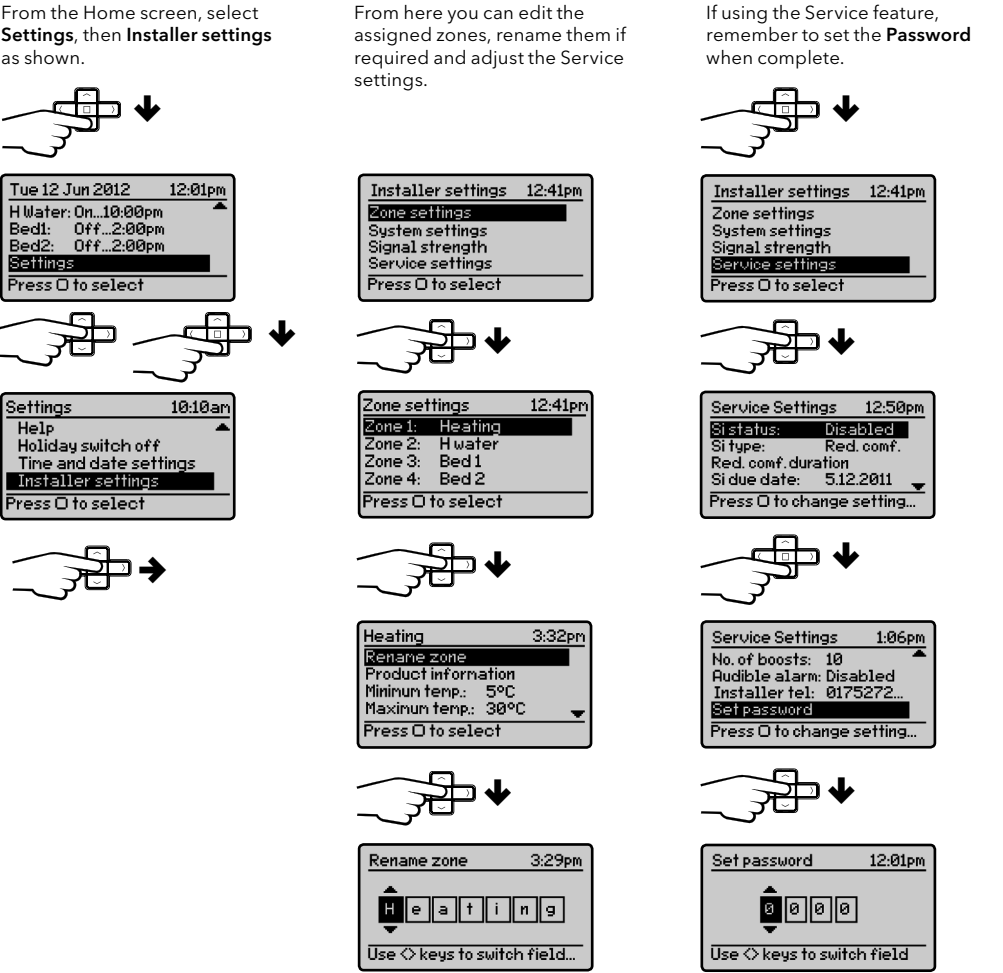 From the Home screen, select
Settings, then Installer settings
as shown.
Tue 12 Jun 2012 12:01pm
H Water: On...10:00pm
Bed1: Off...2:00pm
Bed2: Off...2:00pm
Settings
Press □ to select
Settings 10:10am
Help
Holiday switch off
Time and date settings
Installer settings
Press □ to select
From here you can edit the
assigned zones, rename them if
required and adjust the Service
settings.
Installer settings 12:41pm
Zone settings
System settings
Signal strength
Service settings
Press □ to select
Zone settings 12:41pm
Zone 1: Heating
Zone 2: H water
Zone 3: Bed 1
Zone 4: Bed 2
Press □ to select
Heating 3:32pm
Rename zone
Product information
Minimum temp.: 5°C
Maximum temp.: 30°C
Press □ to select
Rename zone 3:29pm
H e a t i n g
Use <> keys to switch field...
If using the Service feature,
remember to set the Password
when complete.
Installer settings 12:41pm
Zone settings
System settings
Signal strength
Service settings
Press □ to select
Service Settings 12:50pm
Si status: Disabled
Si type: Red. comf.
Red. comf. duration
Si due date: 5.12.2011
Press □ to change setting...
Service Settings 1:06pm
No. of boosts: 10
Audible alarm: Disabled
Installer tel: 0175272...
Set password
Press □ to change setting...
Set password 12:01pm
0 0 0 0
Use <> keys to switch field